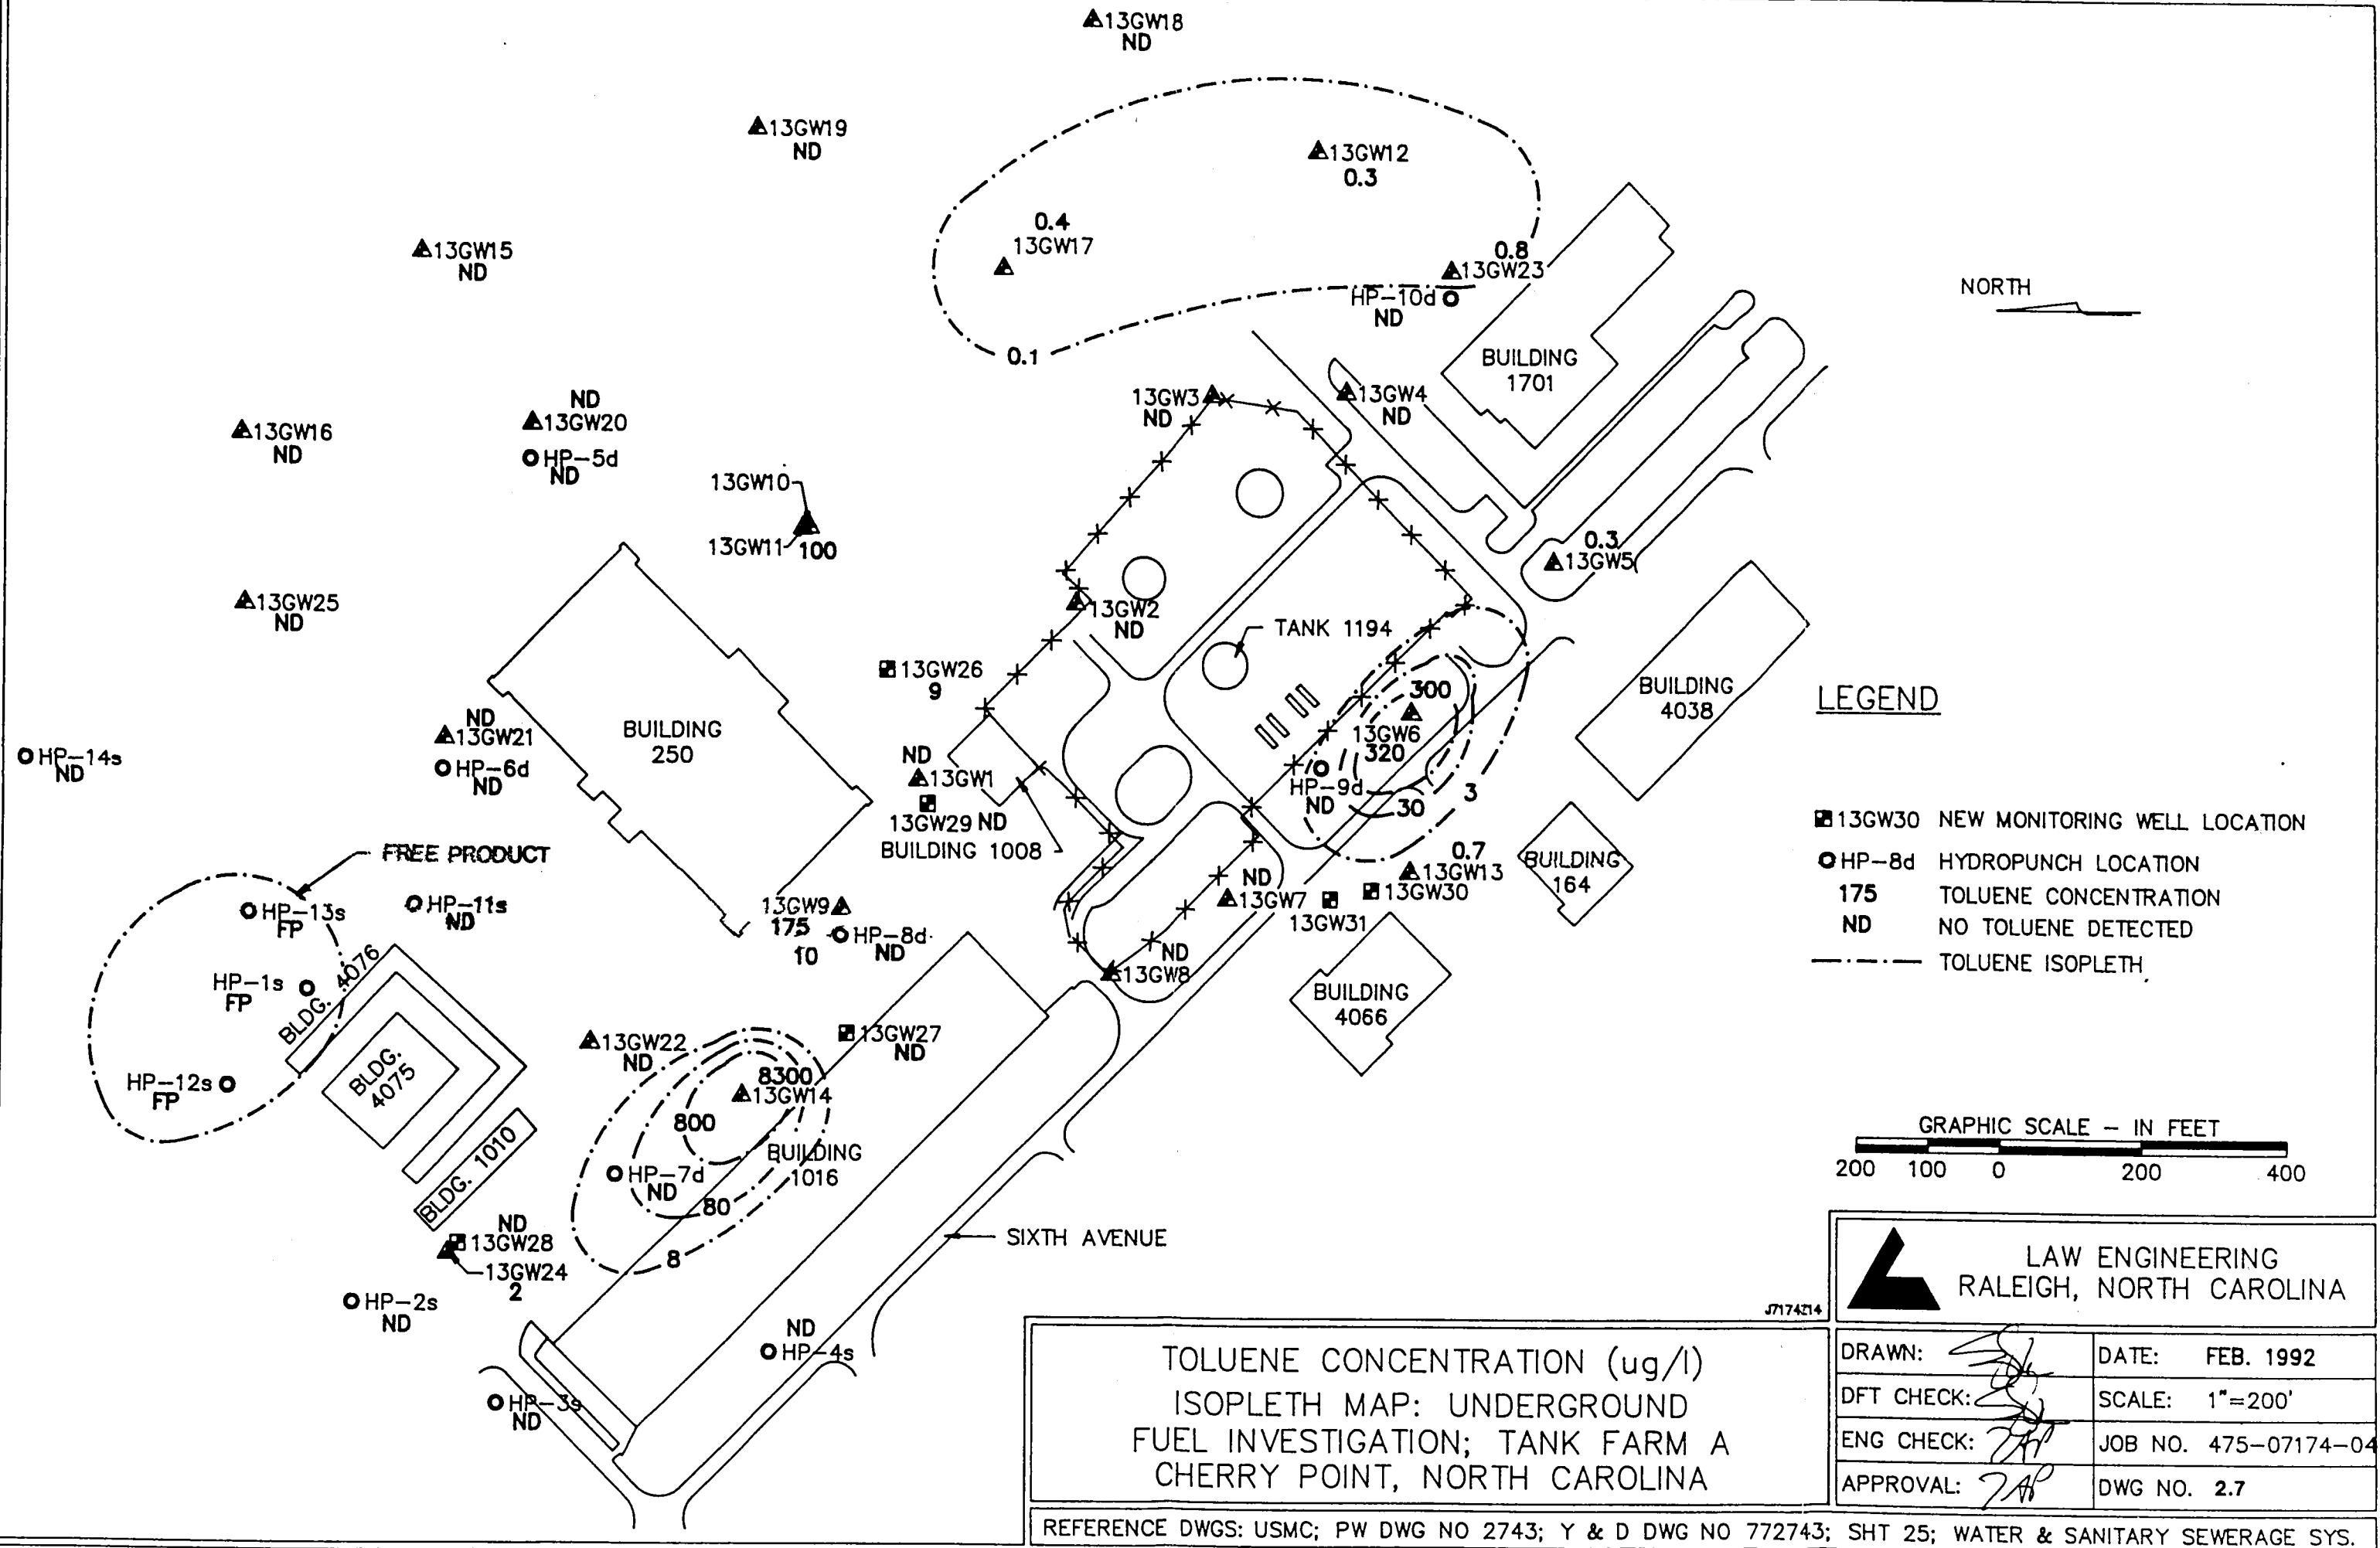 13GW18
ND
13GW19
ND
13GW12
0.3
0.4
13GW17
13GW15
ND
0.8
13GW23
HP-10d
ND
NORTH
0.1
BUILDING
1701
13GW3
ND
13GW4
ND
ND
13GW20
13GW16
ND
HP-5d
ND
13GW10
13GW11
100
0.3
13GW5
13GW25
ND
13GW2
ND
TANK 1194
13GW26
9
300
13GW6
320
BUILDING
4038
LEGEND
ND
13GW21
BUILDING
250
HP-14s
ND
HP-6d
ND
ND
13GW1
HP-9d
ND
30
3
13GW29 ND
BUILDING 1008
13GW30 NEW MONITORING WELL LOCATION
HP-8d HYDROPUNCH LOCATION
175 TOLUENE CONCENTRATION
ND NO TOLUENE DETECTED
TOLUENE ISOPLETH
FREE PRODUCT
0.7
13GW13
BUILDING
164
ND
13GW7
13GW30
13GW31
HP-13s
FP
HP-11s
ND
13GW9
175
10
HP-8d
ND
ND
13GW8
BUILDING
4066
HP-1s
FP
BLDG. 4076
13GW22
ND
13GW27
ND
HP-12s
FP
BLDG.
4075
8300
13GW14
800
BUILDING
1016
HP-7d
ND
80
BLDG. 1010
GRAPHIC SCALE - IN FEET
200 100 0 200 400
ND
13GW28
13GW24
2
8
SIXTH AVENUE
HP-2s
ND
ND
HP-4s
HP-3s
ND
LAW ENGINEERING
RALEIGH, NORTH CAROLINA
TOLUENE CONCENTRATION (ug/l)
ISOPLETH MAP: UNDERGROUND
FUEL INVESTIGATION; TANK FARM A
CHERRY POINT, NORTH CAROLINA
DRAWN:
DATE: FEB. 1992
DFT CHECK:
SCALE: 1"=200'
ENG CHECK:
JOB NO. 475-07174-04
APPROVAL:
DWG NO. 2.7
REFERENCE DWGS: USMC; PW DWG NO 2743; Y & D DWG NO 772743; SHT 25; WATER & SANITARY SEWERAGE SYS.